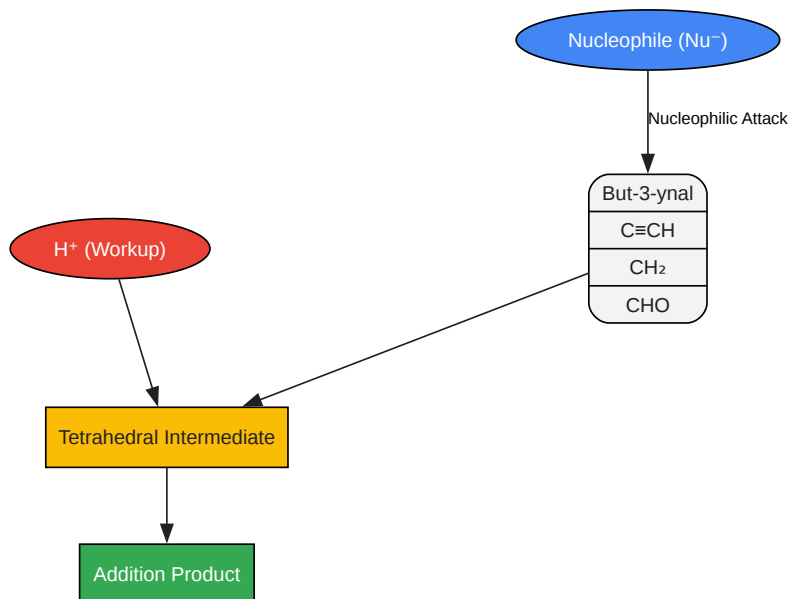 Nucleophile (Nu⁻)
Nucleophilic Attack
But-3-ynal
C≡CH
CH₂
CHO
H⁺ (Workup)
Tetrahedral Intermediate
Addition Product